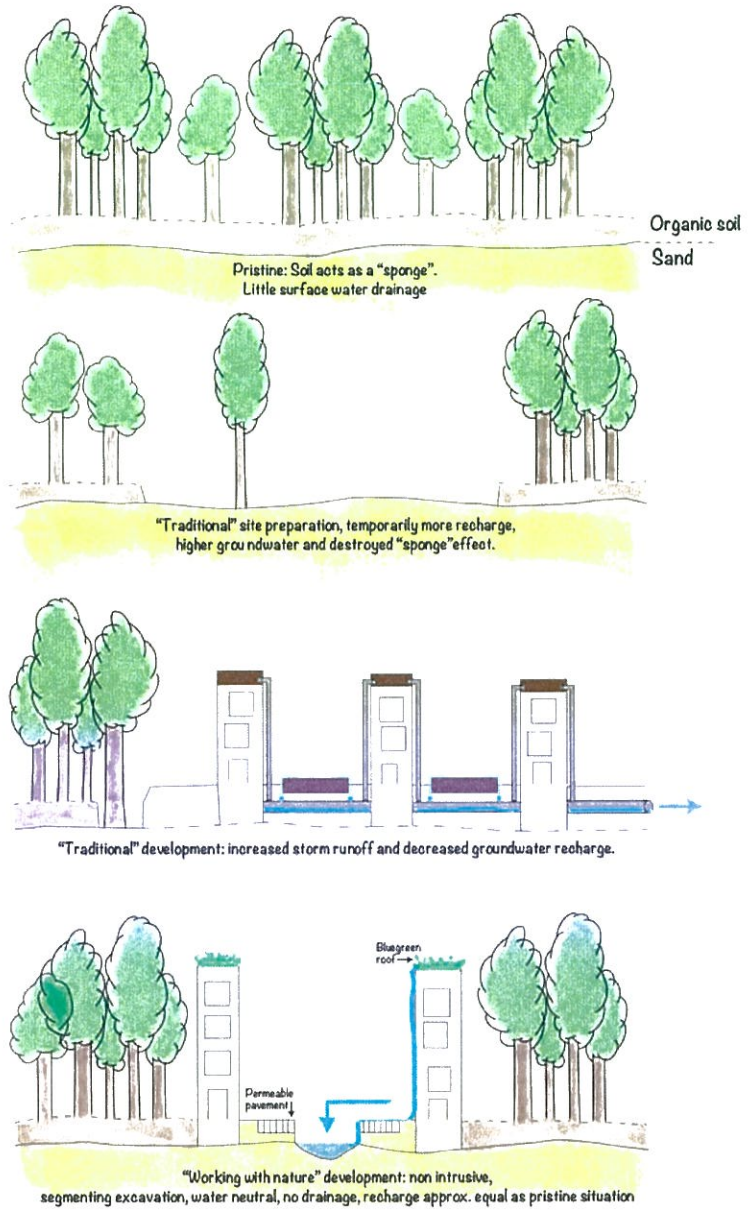 Organic soil
Sand
Pristine: Soil acts as a "sponge".
Little surface water drainage
"Traditional" site preparation, temporarily more recharge,
higher groundwater and destroyed "sponge"effect.
"Traditional" development: increased storm runoff and decreased groundwater recharge.
Bluegreen
roof
Permeable
pavement
"Working with nature" development: non intrusive,
segmenting excavation, water neutral, no drainage, recharge approx. equal as pristine situation